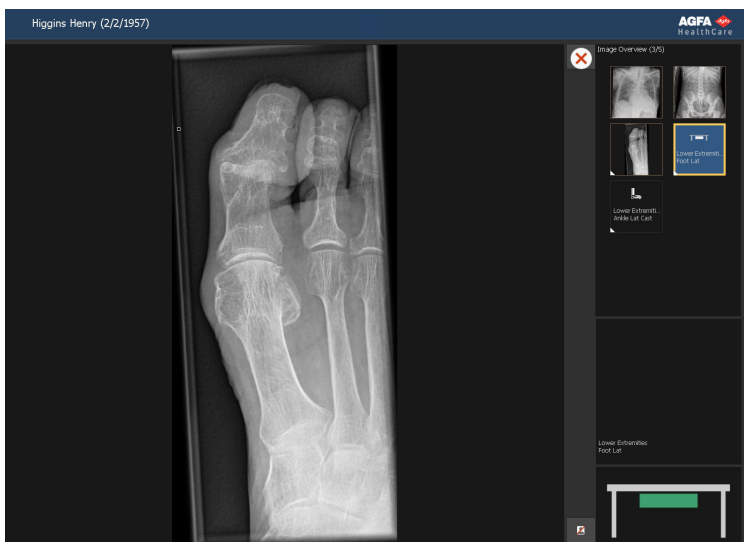 Higgins Henry (2/2/1957)
AGFA
HealthCare
Image Overview (3/5)
Lower Extremiti...
Foot Lat
Lower Extremiti...
Ankle Lat Cast
Lower Extremities
Foot Lat